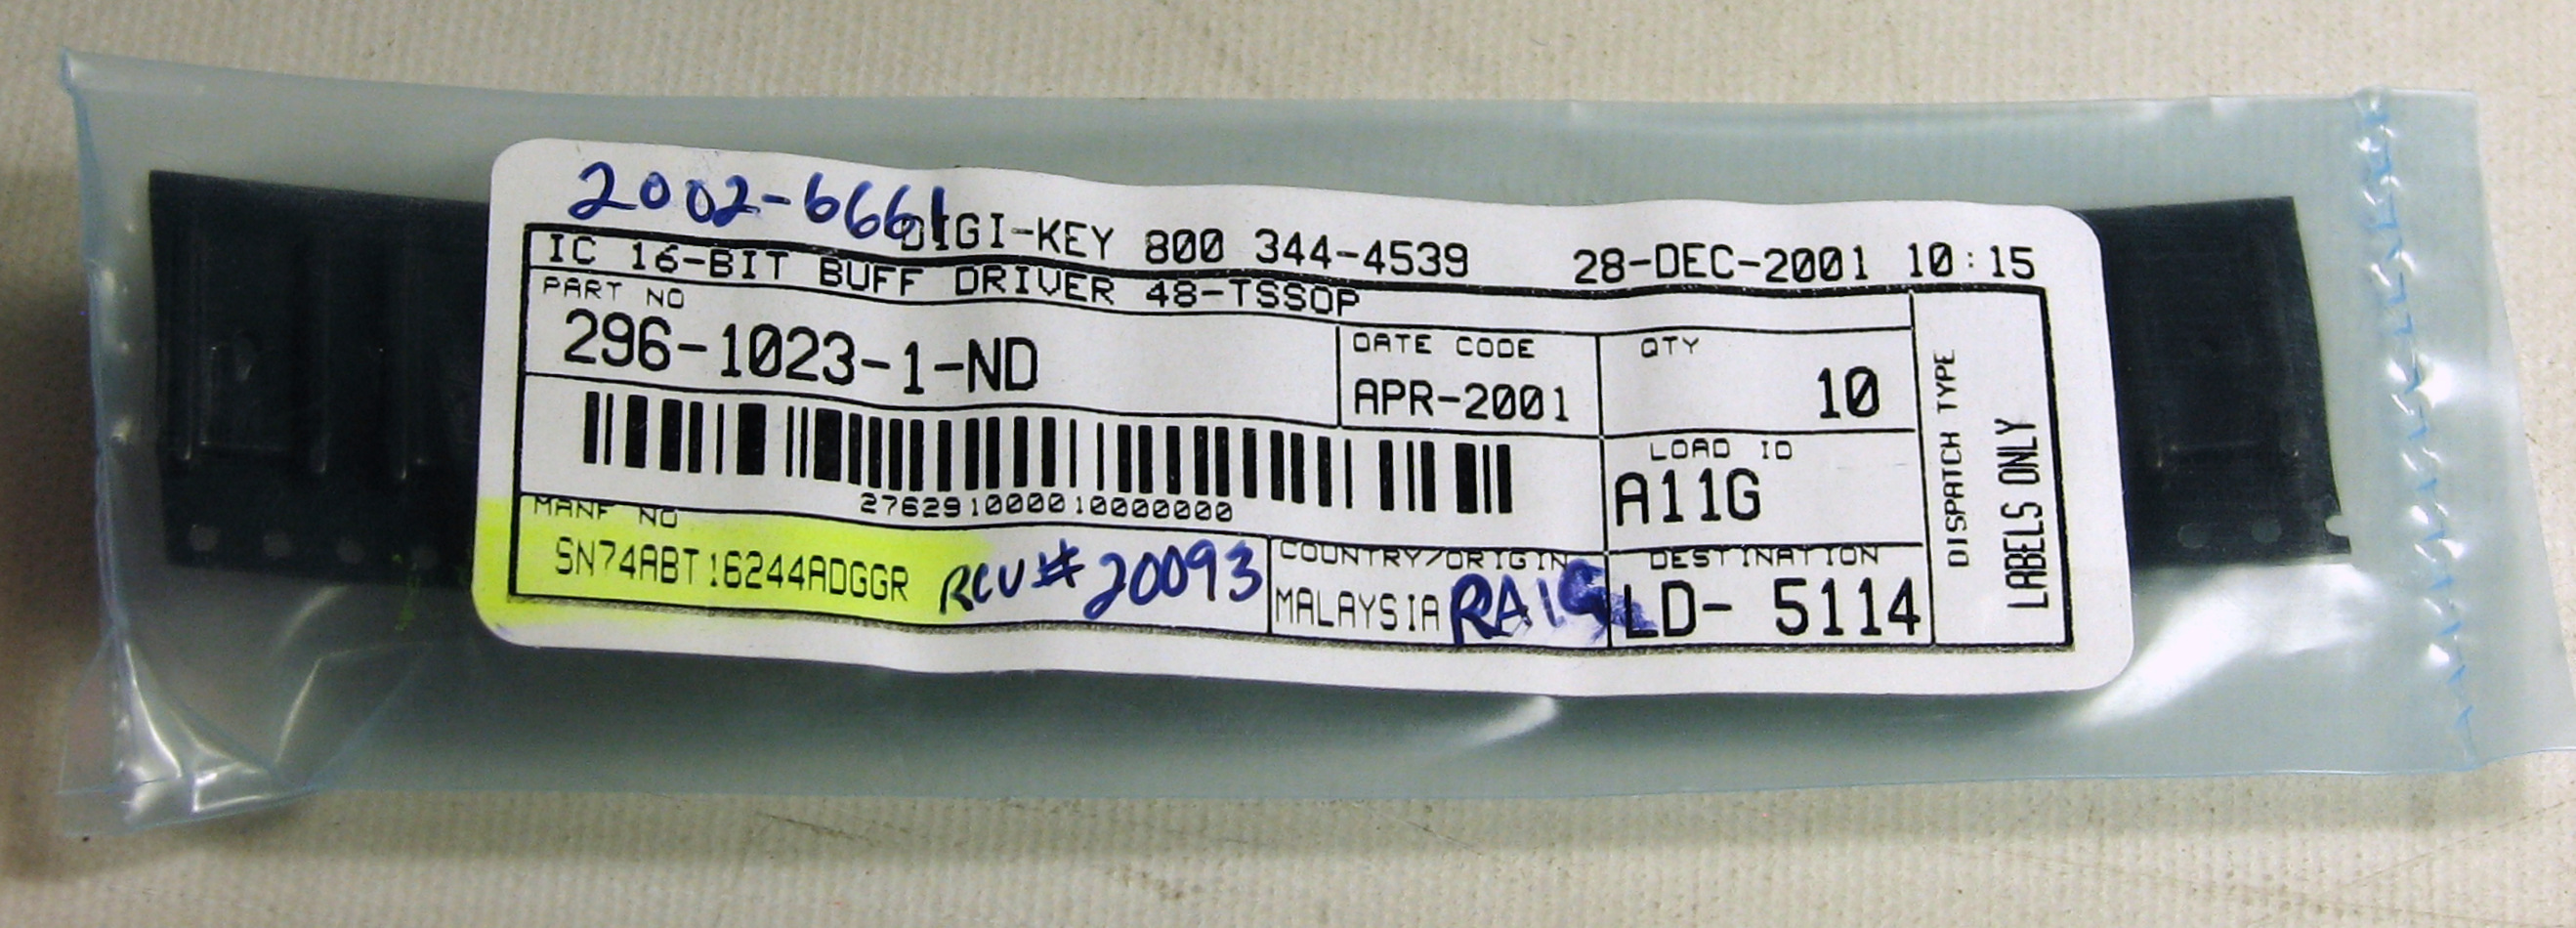 2002-6661
DIGI-KEY 800 344-4539 28-DEC-2001 10:15
IC 16-BIT BUFF DRIVER 48-TSSOP
PART NO
296-1023-1-ND
DATE CODE
APR-2001
QTY
10
27629100001000000​0
LOAD ID
A11G
MANF NO
SN74ABT16244ADGGR
RCV# 20093
COUNTRY/ORIGIN
MALAYSIA
DESTINATION
LD- 5114
DISPATCH TYPE
LABELS ONLY